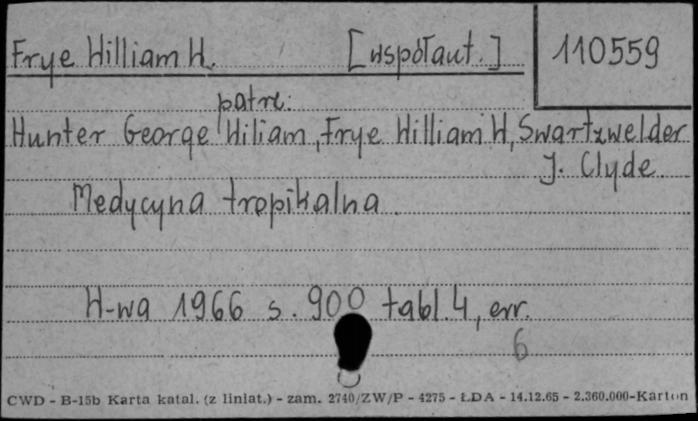 Frye William H. [współaut.] 110559
patrz:
Hunter George Wiliam, Frye William H, Swartzwelder
J. Clyde.
Medycyna tropikalna.
W-wa 1966 s. 900 tabl. 4, err.
6
CWD - B-15b Karta katal. (z liniat.) - zam. 2740/ZW/P - 4275 - ŁDA - 14.12.65 - 2.360.000-Karton